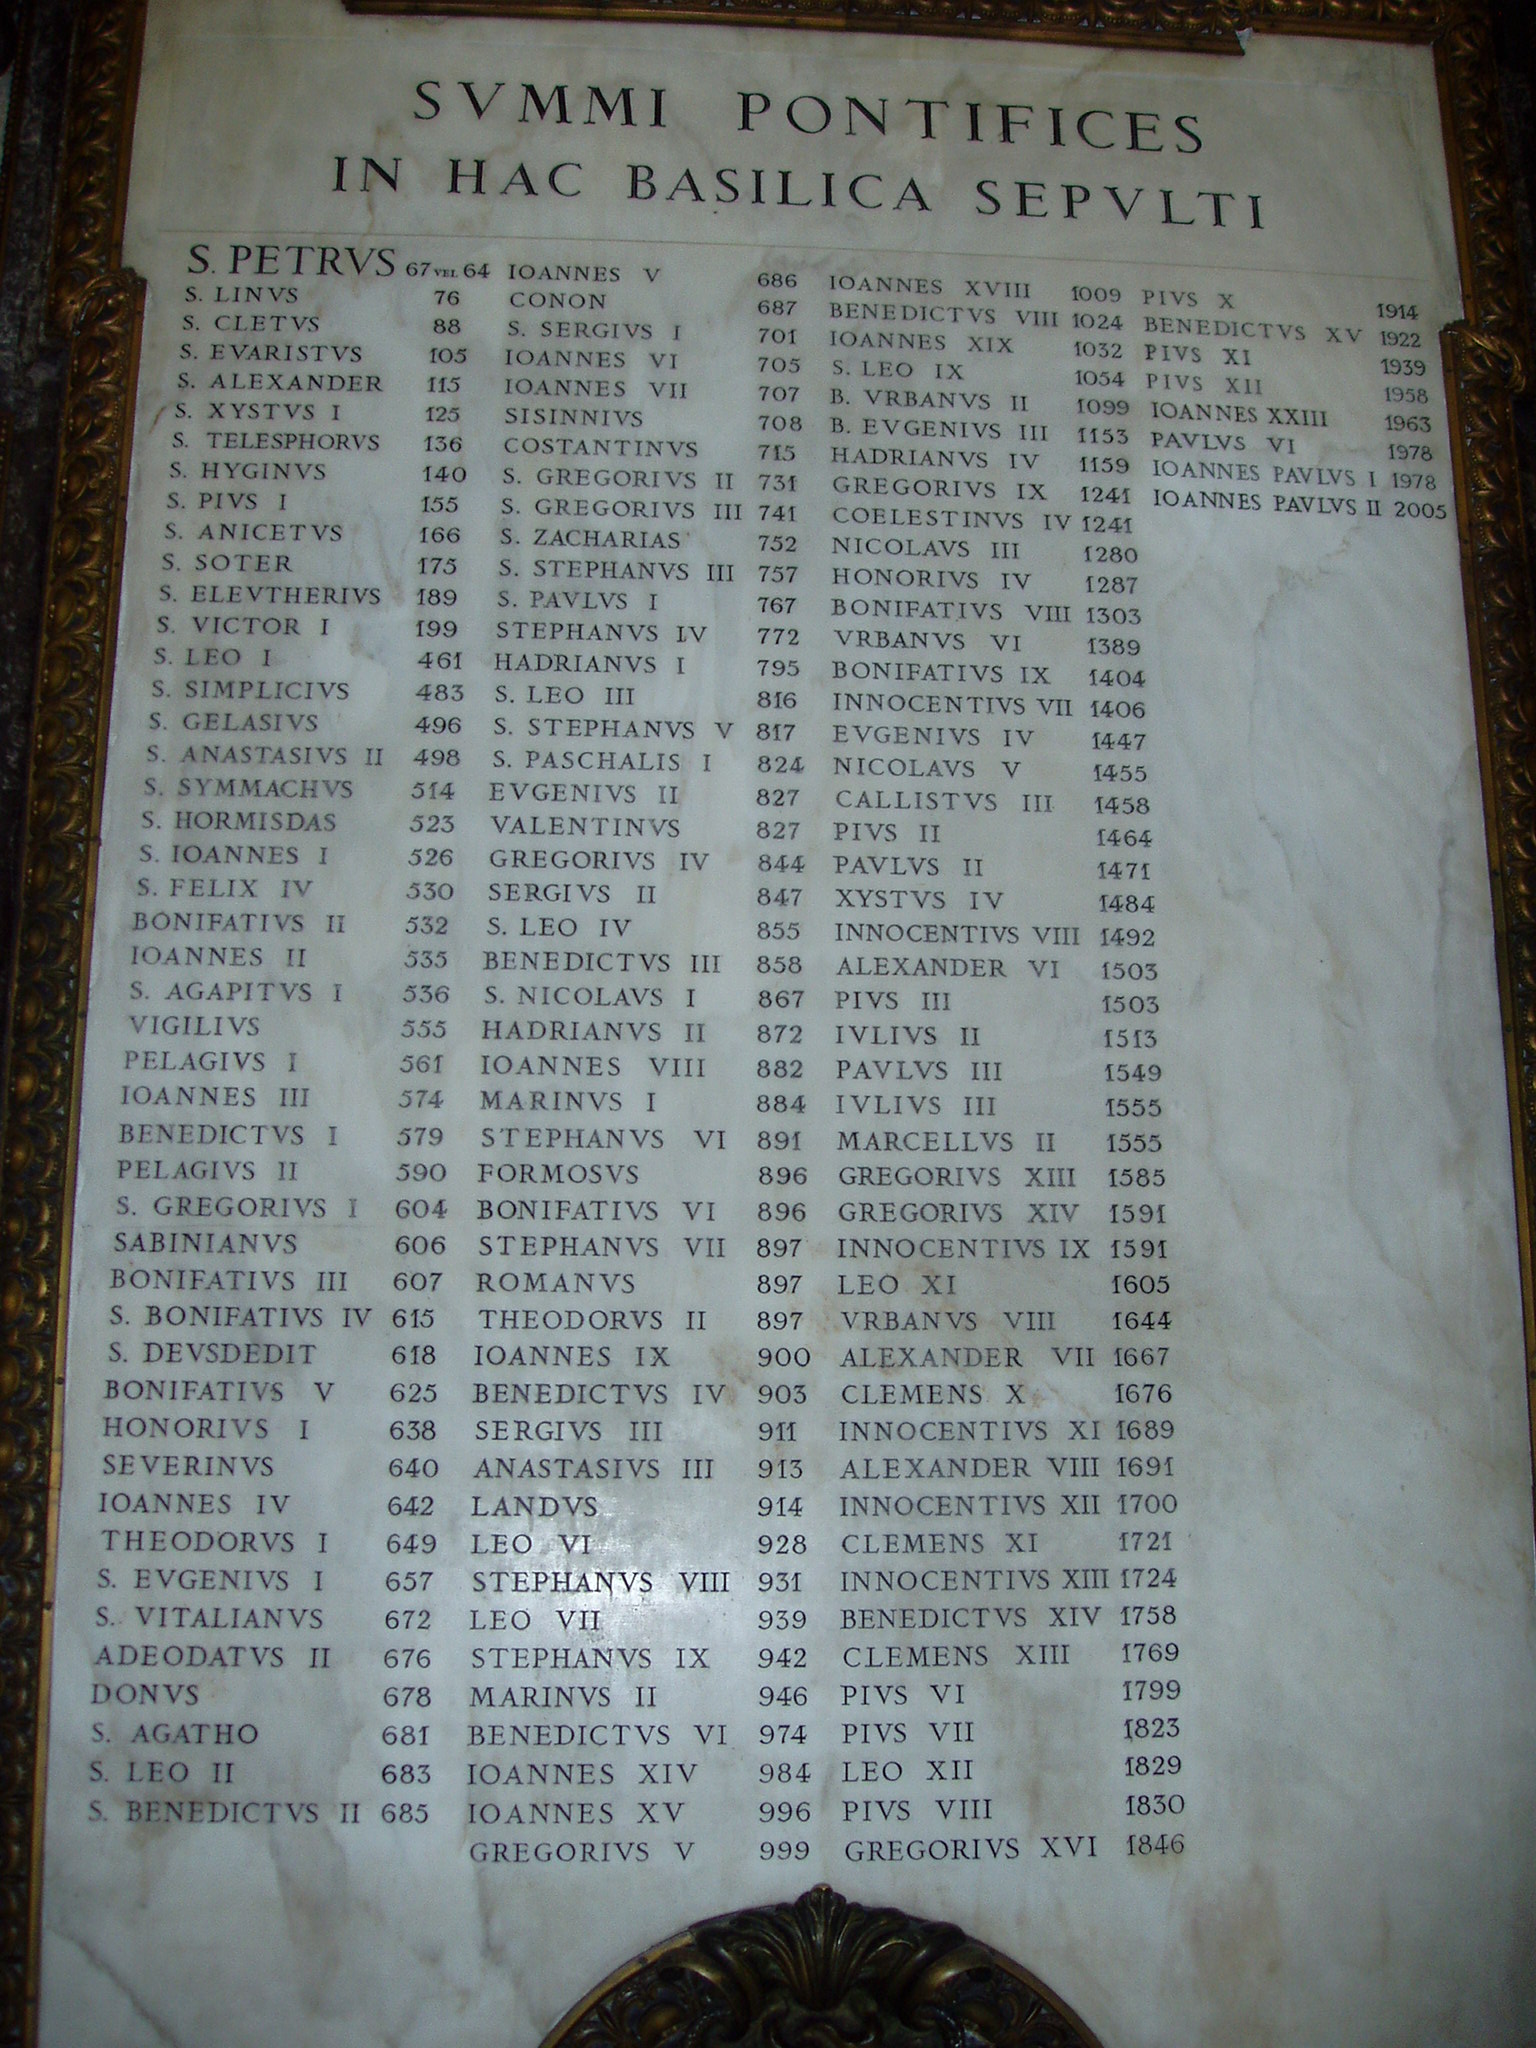 SVMMI PONTIFICES
IN HAC BASILICA SEPVLTI
S. PETRVS 67 VEL 64
S. LINVS 76
S. CLETVS 88
S. EVARISTVS 105
S. ALEXANDER 115
S. XYSTVS I 125
S. TELESPHORVS 136
S. HYGINVS 140
S. PIVS I 155
S. ANICETVS 166
S. SOTER 175
S. ELEVTHERIVS 189
S. VICTOR I 199
S. LEO I 461
S. SIMPLICIVS 483
S. GELASIVS 496
S. ANASTASIVS II 498
S. SYMMACHVS 514
S. HORMISDAS 523
S. IOANNES I 526
S. FELIX IV 530
BONIFATIVS II 532
IOANNES II 535
S. AGAPITVS I 536
VIGILIVS 555
PELAGIVS I 561
IOANNES III 574
BENEDICTVS I 579
PELAGIVS II 590
S. GREGORIVS I 604
SABINIANVS 606
BONIFATIVS III 607
S. BONIFATIVS IV 615
S. DEVSDEDIT 618
BONIFATIVS V 625
HONORIVS I 638
SEVERINVS 640
IOANNES IV 642
THEODORVS I 649
S. EVGENIVS I 657
S. VITALIANVS 672
ADEODATVS II 676
DONVS 678
S. AGATHO 681
S. LEO II 683
S. BENEDICTVS II 685
IOANNES V 686
CONON 687
S. SERGIVS I 701
IOANNES VI 705
IOANNES VII 707
SISINNIVS 708
COSTANTINVS 715
S. GREGORIVS II 731
S. GREGORIVS III 741
S. ZACHARIAS 752
S. STEPHANVS III 757
S. PAVLVS I 767
STEPHANVS IV 772
HADRIANVS I 795
S. LEO III 816
S. STEPHANVS V 817
S. PASCHALIS I 824
EVGENIVS II 827
VALENTINVS 827
GREGORIVS IV 844
SERGIVS II 847
S. LEO IV 855
BENEDICTVS III 858
S. NICOLAVS I 867
HADRIANVS II 872
IOANNES VIII 882
MARINVS I 884
STEPHANVS VI 891
FORMOSVS 896
BONIFATIVS VI 896
STEPHANVS VII 897
ROMANVS 897
THEODORVS II 897
IOANNES IX 900
BENEDICTVS IV 903
SERGIVS III 911
ANASTASIVS III 913
LANDVS 914
LEO VI 928
STEPHANVS VIII 931
LEO VII 939
STEPHANVS IX 942
MARINVS II 946
BENEDICTVS VI 974
IOANNES XIV 984
IOANNES XV 996
GREGORIVS V 999
IOANNES XVIII 1009
BENEDICTVS VIII 1024
IOANNES XIX 1032
S. LEO IX 1054
B. VRBANVS II 1099
B. EVGENIVS III 1153
HADRIANVS IV 1159
GREGORIVS IX 1241
COELESTINVS IV 1241
NICOLAVS III 1280
HONORIVS IV 1287
BONIFATIVS VIII 1303
VRBANVS VI 1389
BONIFATIVS IX 1404
INNOCENTIVS VII 1406
EVGENIVS IV 1447
NICOLAVS V 1455
CALLISTVS III 1458
PIVS II 1464
PAVLVS II 1471
XYSTVS IV 1484
INNOCENTIVS VIII 1492
ALEXANDER VI 1503
PIVS III 1503
IVLIVS II 1513
PAVLVS III 1549
IVLIVS III 1555
MARCELLVS II 1555
GREGORIVS XIII 1585
GREGORIVS XIV 1591
INNOCENTIVS IX 1591
LEO XI 1605
VRBANVS VIII 1644
ALEXANDER VII 1667
CLEMENS X 1676
INNOCENTIVS XI 1689
ALEXANDER VIII 1691
INNOCENTIVS XII 1700
CLEMENS XI 1721
INNOCENTIVS XIII 1724
BENEDICTVS XIV 1758
CLEMENS XIII 1769
PIVS VI 1799
PIVS VII 1823
LEO XII 1829
PIVS VIII 1830
GREGORIVS XVI 1846
PIVS X 1914
BENEDICTVS XV 1922
PIVS XI 1939
PIVS XII 1958
IOANNES XXIII 1963
PAVLVS VI 1978
IOANNES PAVLVS I 1978
IOANNES PAVLVS II 2005